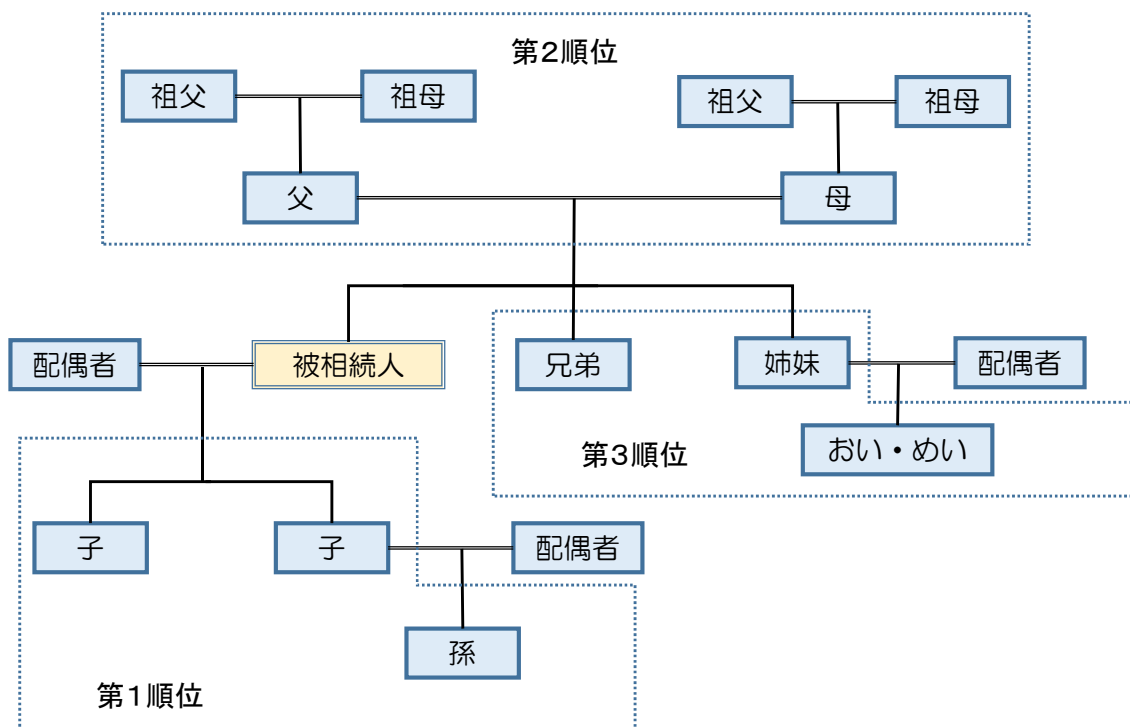 第2順位
祖父
祖母
祖父
祖母
父
母
配偶者
被相続人
兄弟
姉妹
配偶者
おい・めい
第3順位
子
子
配偶者
孫
第1順位